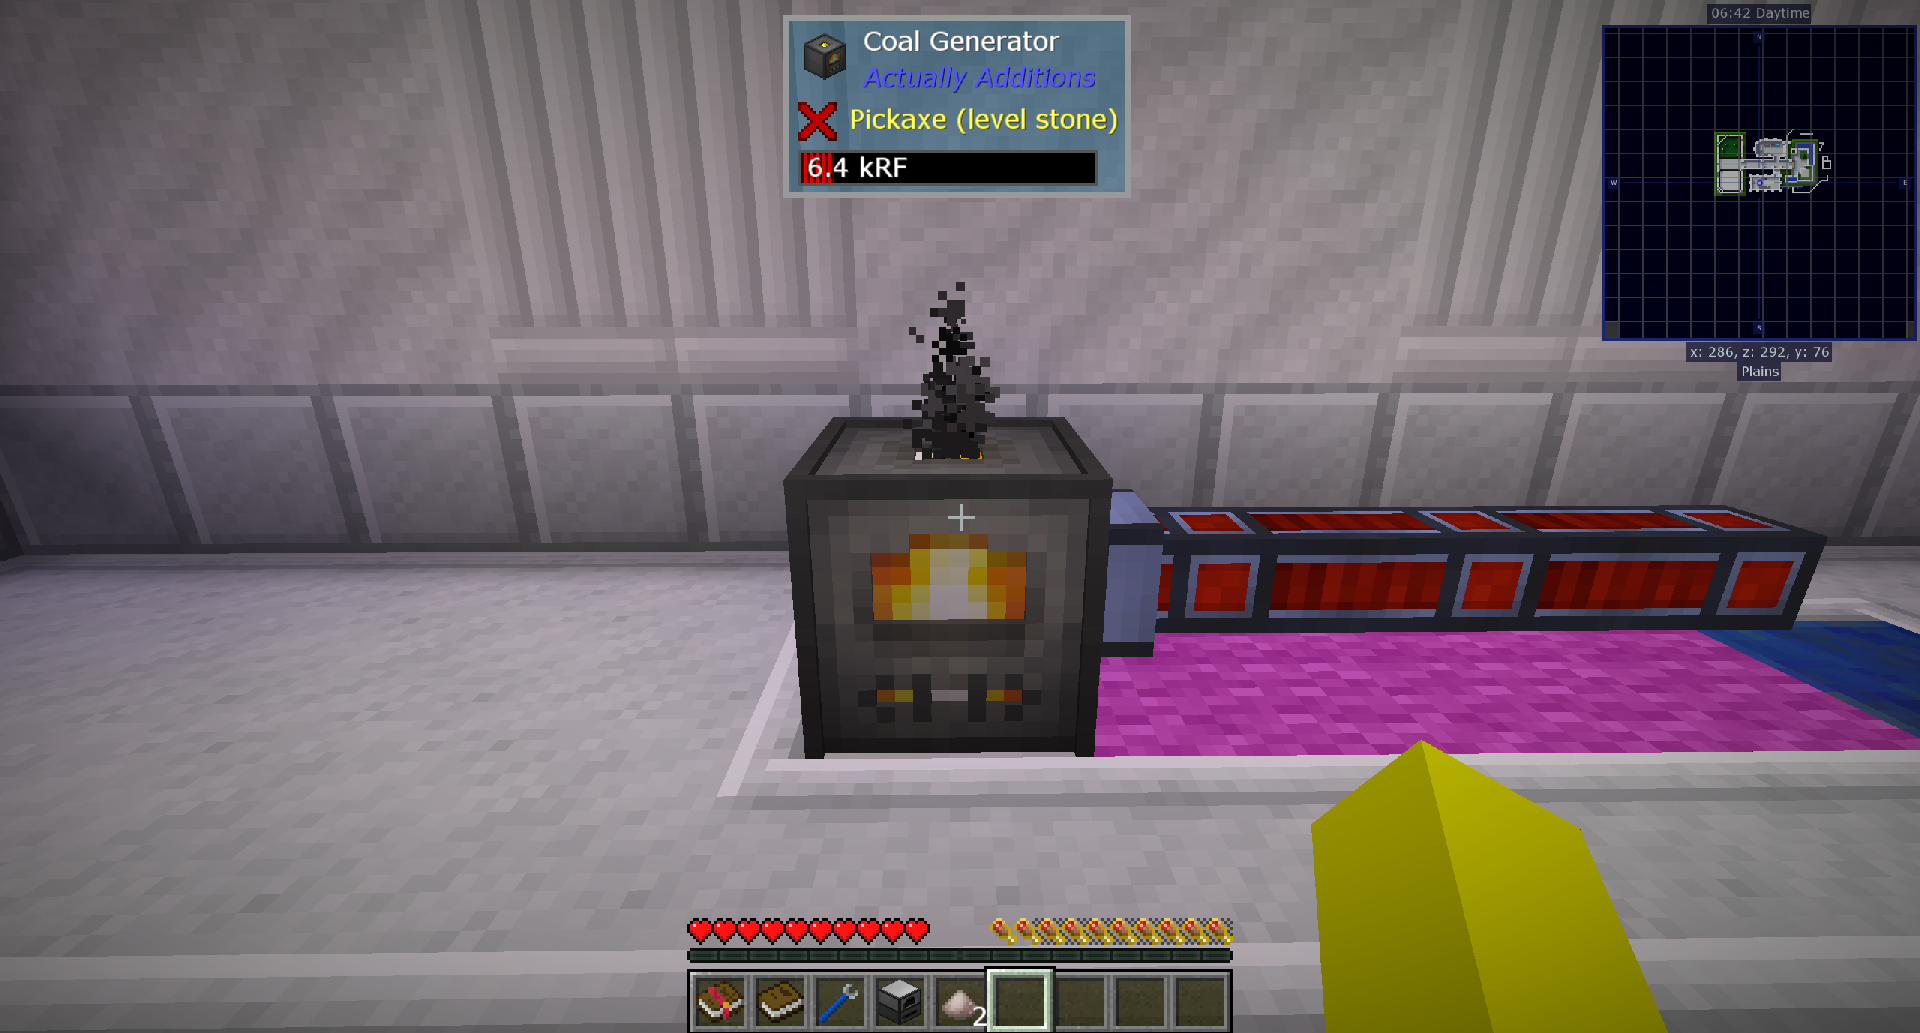 06:42 Daytime
Coal Generator
Actually Additions
Pickaxe (level stone)
6.4 kRF
N
W
E
S
x: 286, z: 292, y: 76
Plains
2